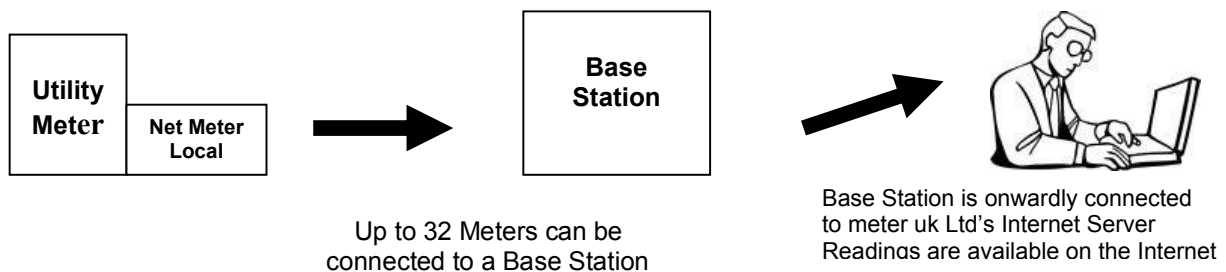 Utility
Meter
Net Meter
Local
Base
Station
Up to 32 Meters can be
connected to a Base Station
Base Station is onwardly connected
to meter uk Ltd's Internet Server
Readings are available on the Internet